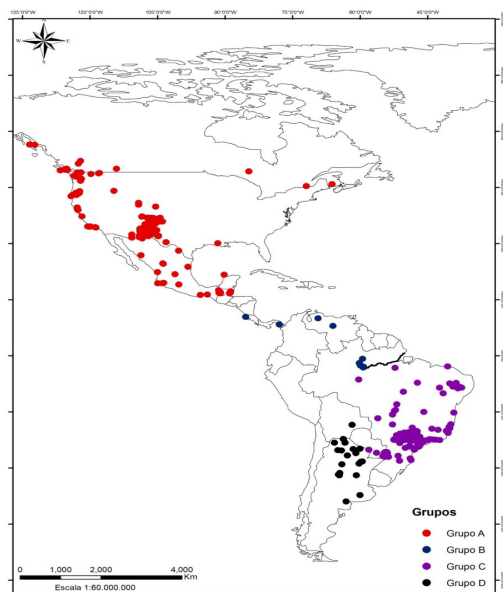 135°0'0"W 120°0'0"W 105°0'0"W 90°0'0"W 75°0'0"W 60°0'0"W 45°0'0"W
N
W E
S
Grupos
Grupo A
Grupo B
Grupo C
Grupo D
0 1,000 2,000 4,000
Km
Escala 1:60.000.000